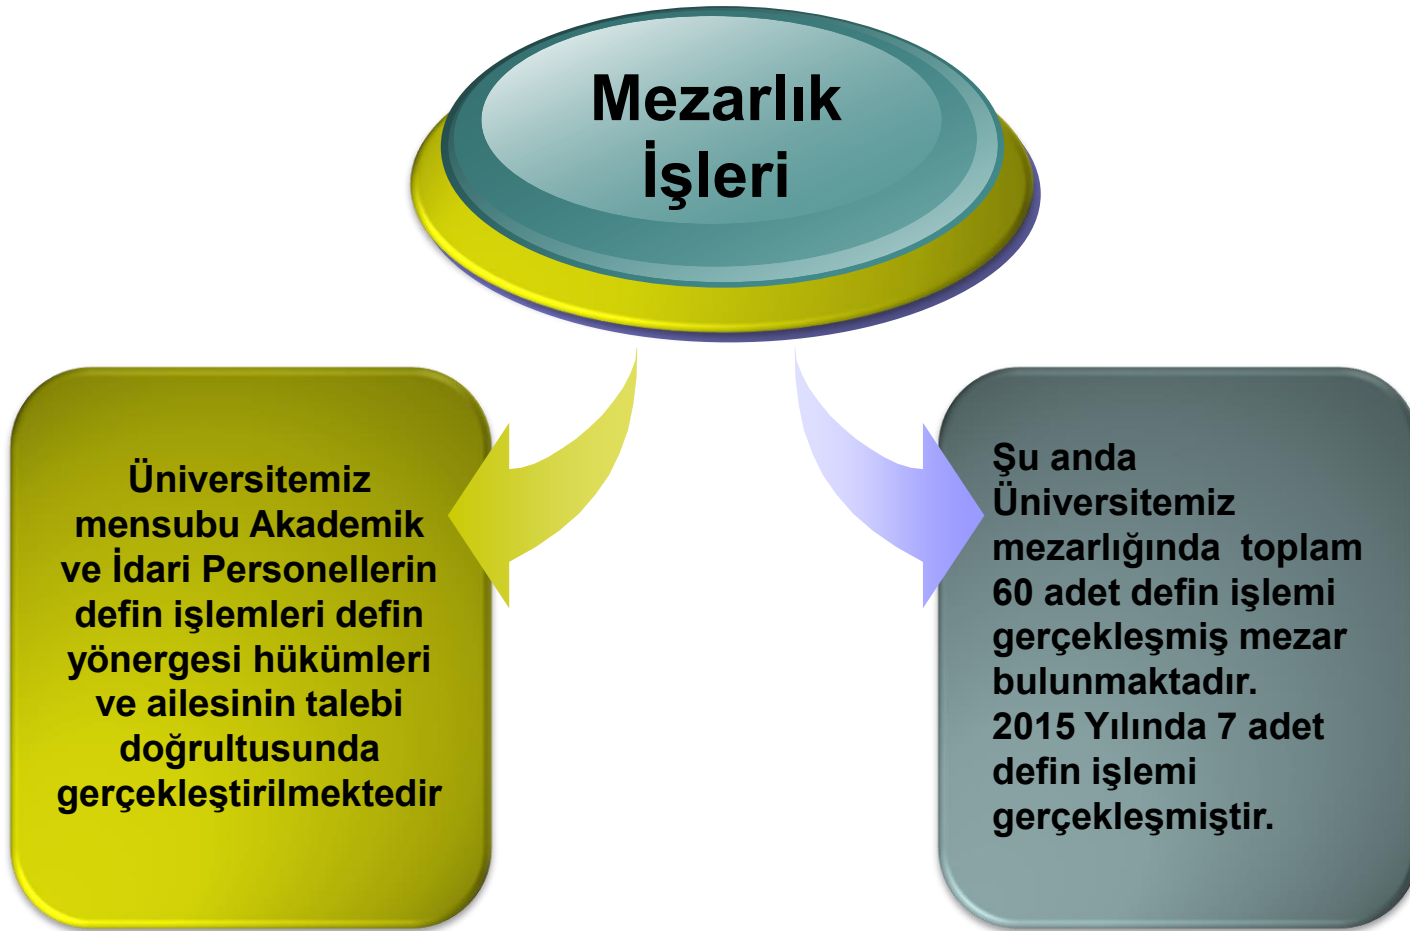 Mezarlık
İşleri
Üniversitemiz
mensubu Akademik
ve İdari Personellerin
defin işlemleri defin
yönergesi hükümleri
ve ailesinin talebi
doğrultusunda
gerçekleştirilmektedir
Şu anda
Üniversitemiz
mezarlığında  toplam
60 adet defin işlemi
gerçekleşmiş mezar
bulunmaktadır.
2015 Yılında 7 adet
defin işlemi
gerçekleşmiştir.